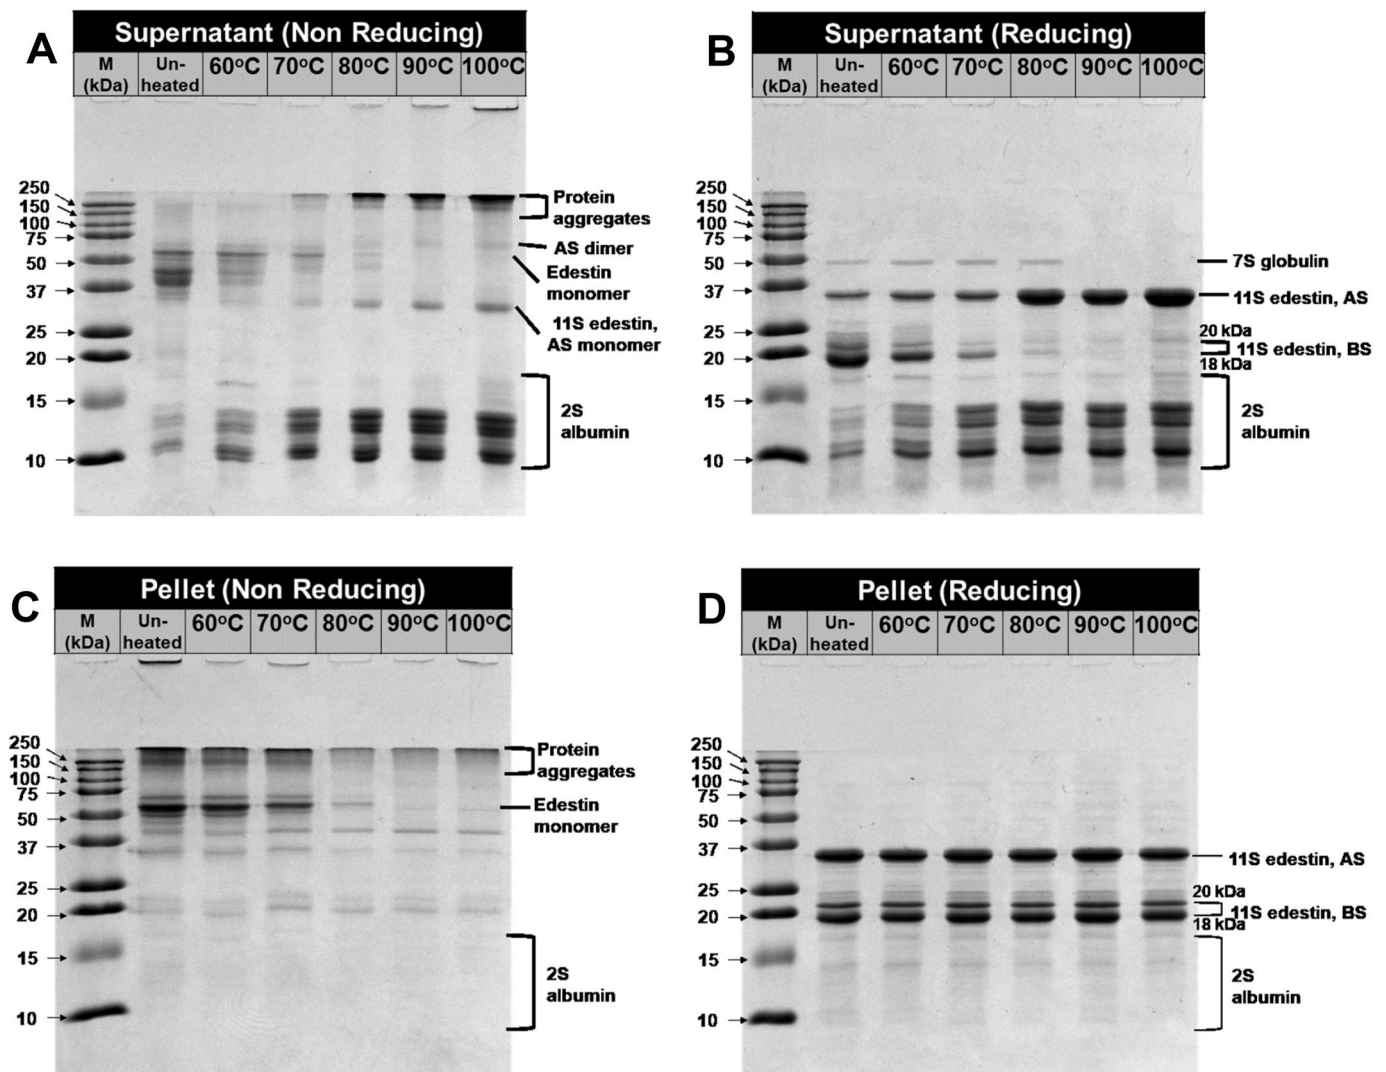 A
Supernatant (Non Reducing)
M (kDa) Un-heated 60°C 70°C 80°C 90°C 100°C
250
150
100
75
50
37
25
20
15
10
Protein
aggregates
AS dimer
Edestin
monomer
11S edestin,
AS monomer
2S
albumin
B
Supernatant (Reducing)
M (kDa) Un-heated 60°C 70°C 80°C 90°C 100°C
250
150
100
75
50
37
25
20
15
10
7S globulin
11S edestin, AS
20 kDa
11S edestin, BS
18 kDa
2S
albumin
C
Pellet (Non Reducing)
M (kDa) Un-heated 60°C 70°C 80°C 90°C 100°C
250
150
100
75
50
37
25
20
15
10
Protein
aggregates
Edestin
monomer
2S
albumin
D
Pellet (Reducing)
M (kDa) Un-heated 60°C 70°C 80°C 90°C 100°C
250
150
100
75
50
37
25
20
15
10
11S edestin, AS
20 kDa
11S edestin, BS
18 kDa
2S
albumin